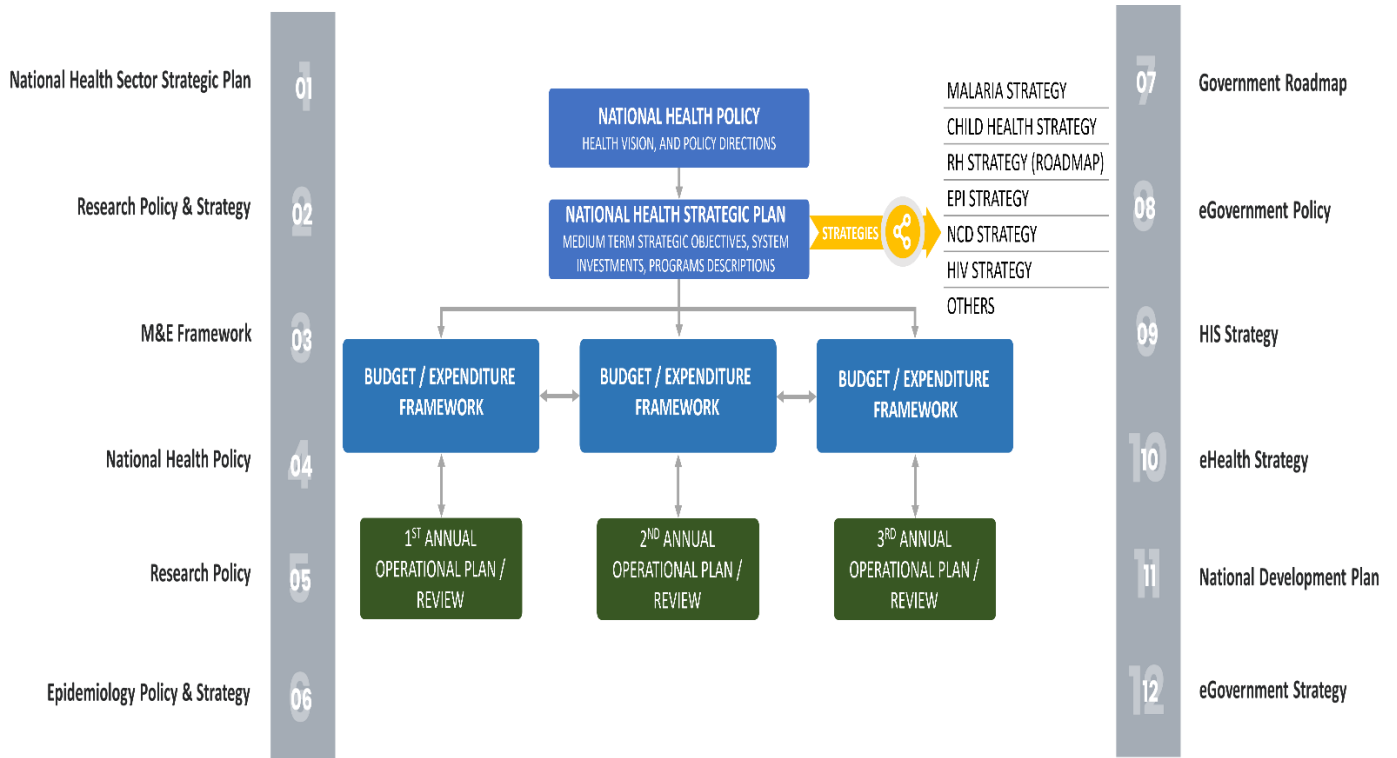 National Health Sector Strategic Plan
01
Research Policy & Strategy
02
M&E Framework
03
National Health Policy
04
Research Policy
05
Epidemiology Policy & Strategy
06
NATIONAL HEALTH POLICY
HEALTH VISION, AND POLICY DIRECTIONS
NATIONAL HEALTH STRATEGIC PLAN
MEDIUM TERM STRATEGIC OBJECTIVES, SYSTEM
INVESTMENTS, PROGRAMS DESCRIPTIONS
STRATEGIES
MALARIA STRATEGY
CHILD HEALTH STRATEGY
RH STRATEGY (ROADMAP)
EPI STRATEGY
NCD STRATEGY
HIV STRATEGY
OTHERS
BUDGET / EXPENDITURE
FRAMEWORK
BUDGET / EXPENDITURE
FRAMEWORK
BUDGET / EXPENDITURE
FRAMEWORK
1ST ANNUAL
OPERATIONAL PLAN /
REVIEW
2ND ANNUAL
OPERATIONAL PLAN /
REVIEW
3RD ANNUAL
OPERATIONAL PLAN /
REVIEW
07
Government Roadmap
08
eGovernment Policy
09
HIS Strategy
10
eHealth Strategy
11
National Development Plan
12
eGovernment Strategy